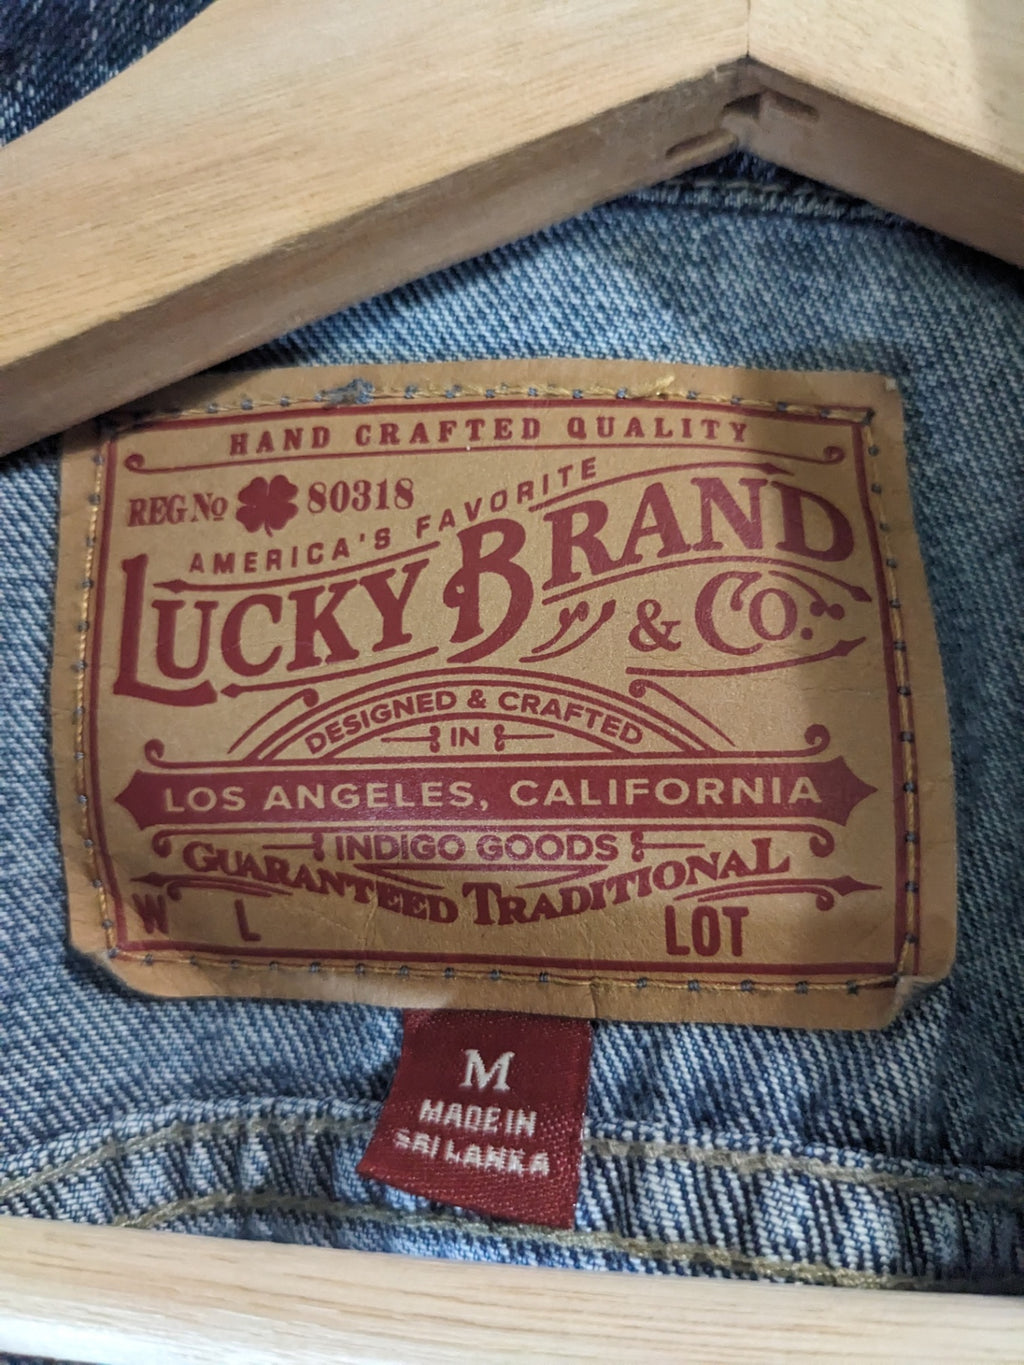 HAND CRAFTED QUALITY
REG No 80318
AMERICA'S FAVORITE
LUCKY BRAND
& CO.
DESIGNED & CRAFTED
IN
LOS ANGELES, CALIFORNIA
INDIGO GOODS
GUARANTEED TRADITIONAL
W L LOT
M
MADE IN
SRI LANKA